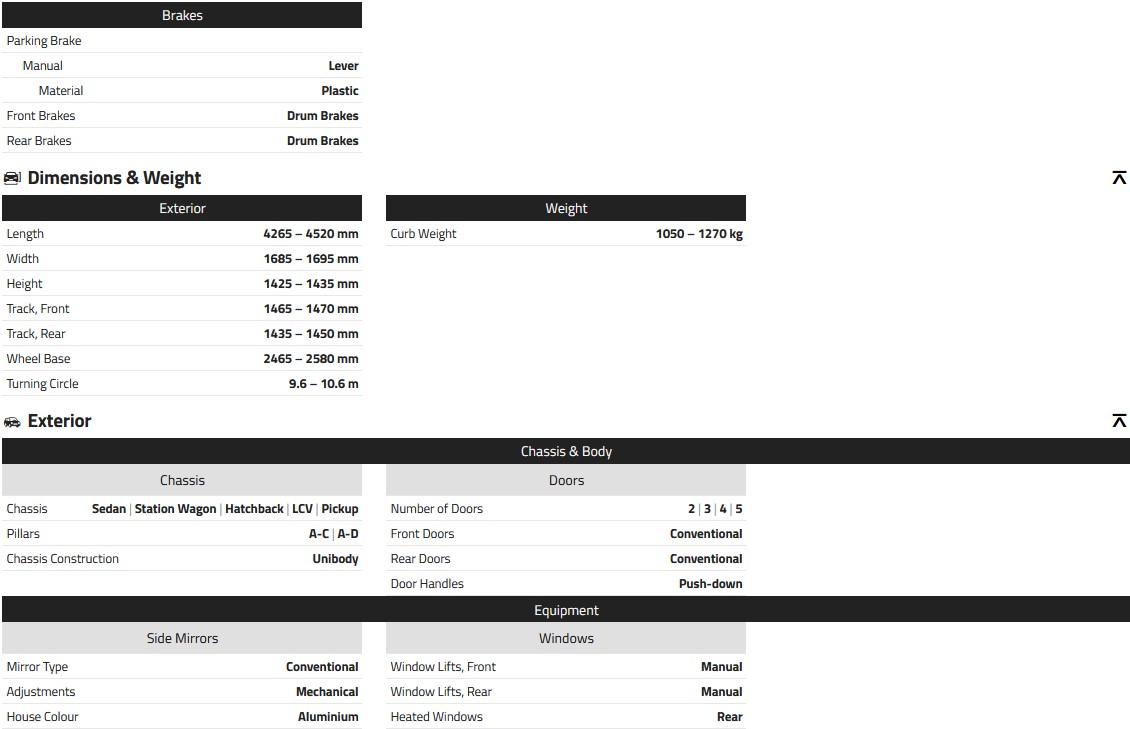 Brakes
Parking Brake
Manual Lever
Material Plastic
Front Brakes Drum Brakes
Rear Brakes Drum Brakes
Dimensions & Weight
Exterior
Length 4265 – 4520 mm
Width 1685 – 1695 mm
Height 1425 – 1435 mm
Track, Front 1465 – 1470 mm
Track, Rear 1435 – 1450 mm
Wheel Base 2465 – 2580 mm
Turning Circle 9.6 – 10.6 m
Weight
Curb Weight 1050 – 1270 kg
Exterior
Chassis & Body
Chassis
Chassis Sedan | Station Wagon | Hatchback | LCV | Pickup
Pillars A-C | A-D
Chassis Construction Unibody
Doors
Number of Doors 2 | 3 | 4 | 5
Front Doors Conventional
Rear Doors Conventional
Door Handles Push-down
Equipment
Side Mirrors
Mirror Type Conventional
Adjustments Mechanical
House Colour Aluminium
Windows
Window Lifts, Front Manual
Window Lifts, Rear Manual
Heated Windows Rear